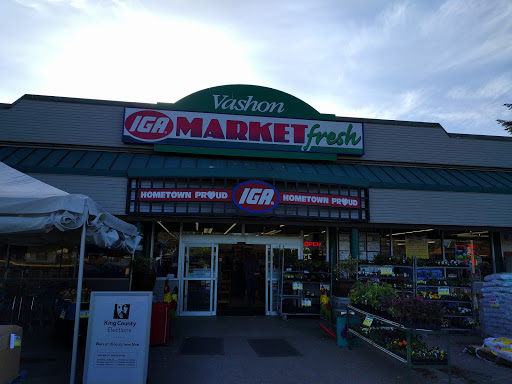 Vashon
IGA MARKET fresh
HOMETOWN PROUD IGA HOMETOWN PROUD
OPEN
King County
Elections